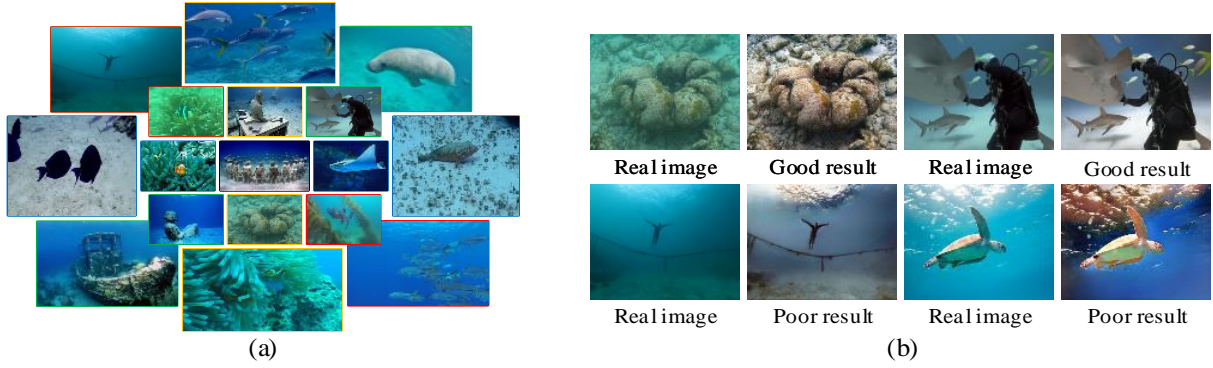 Real image Good result Real image Good result
Real image Poor result Real image Poor result
(a) (b)